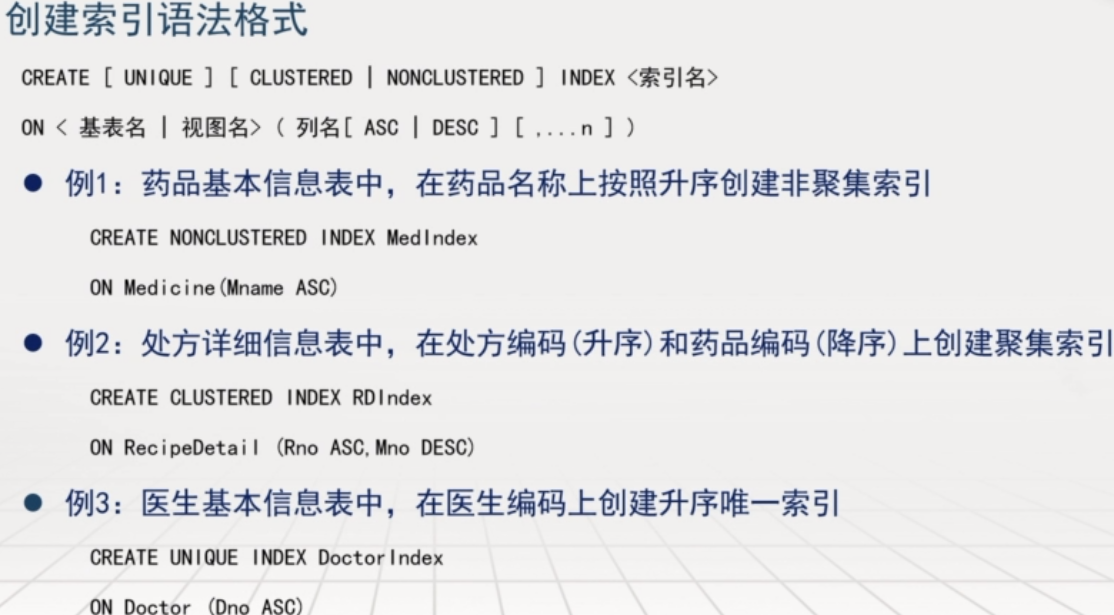 创建索引语法格式
CREATE [ UNIQUE ] [ CLUSTERED | NONCLUSTERED ] INDEX <索引名>
ON < 基表名 | 视图名> ( 列名[ ASC | DESC ] [ ,...n ] )
● 例1：药品基本信息表中，在药品名称上按照升序创建非聚集索引
CREATE NONCLUSTERED INDEX MedIndex
ON Medicine(Mname ASC)
● 例2：处方详细信息表中，在处方编码(升序)和药品编码(降序)上创建聚集索引
CREATE CLUSTERED INDEX RDIndex
ON RecipeDetail (Rno ASC,Mno DESC)
● 例3：医生基本信息表中，在医生编码上创建升序唯一索引
CREATE UNIQUE INDEX DoctorIndex
ON Doctor (Dno ASC)